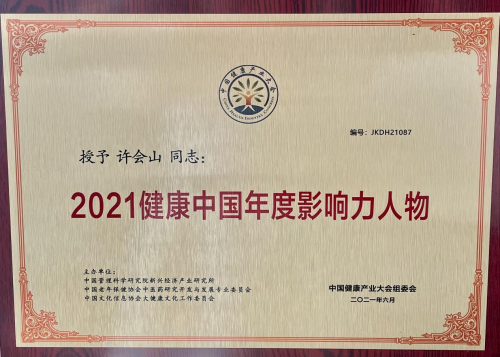 中国健康产业大会
CHINA HEALTH INDUSTRY CONGRESS
编号：JKDH21087
授予 许会山 同志：
2021健康中国年度影响力人物
主办单位：
中国管理科学研究院新兴经济产业研究所
中国老年保健协会中医药研究开发与发展专业委员会
中国文化信息协会大健康文化工作委员会
中国健康产业大会组委会
二〇二一年六月